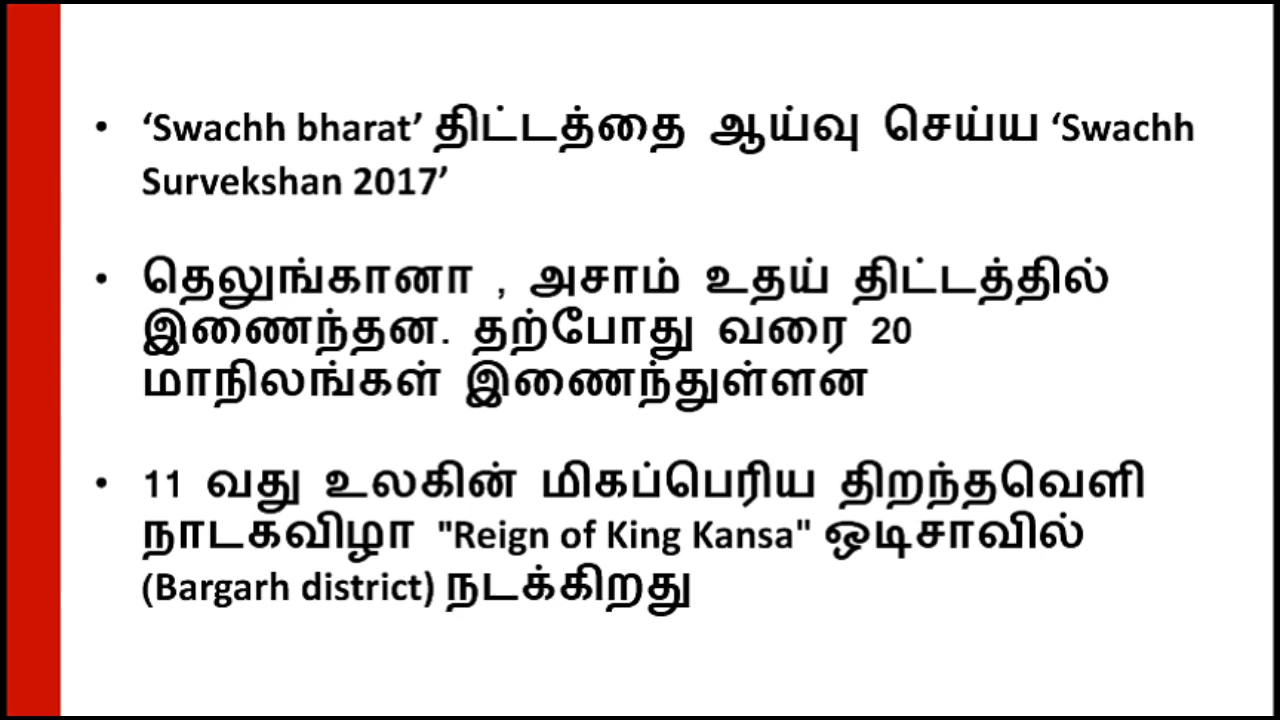 • ‘Swachh bharat’ திட்டத்தை ஆய்வு செய்ய ‘Swachh
Survekshan 2017’
• தெலுங்கானா , அசாம் உதய் திட்டத்தில்
இணைந்தன. தற்போது வரை 20
மாநிலங்கள் இணைந்துள்ளன
• 11 வது உலகின் மிகப்பெரிய திறந்தவெளி
நாடகவிழா "Reign of King Kansa" ஒடிசாவில்
(Bargarh district) நடக்கிறது